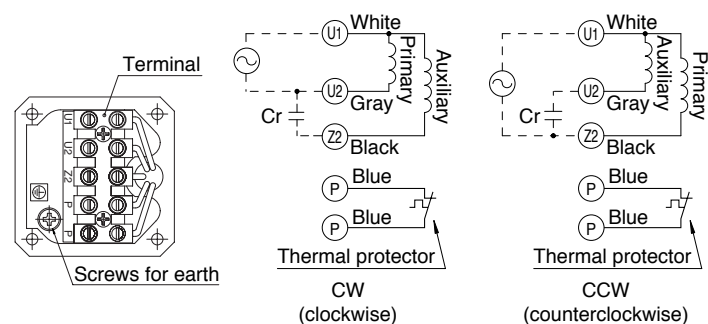 Terminal
U1
U2
Z2
P
P
Screws for earth
U1 White
Primary
Auxiliary
U2 Gray
Cr
Z2 Black
P Blue
P Blue
Thermal protector
CW
(clockwise)
U1 White
Auxiliary
Primary
U2 Gray
Cr
Z2 Black
P Blue
P Blue
Thermal protector
CCW
(counterclockwise)